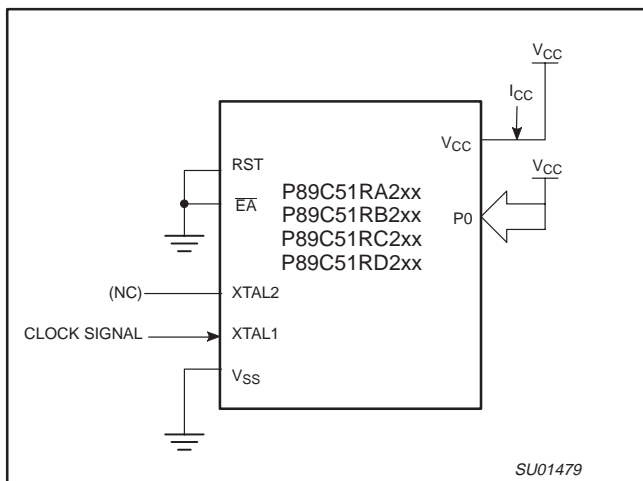 VCC
ICC
VCC
VCC
RST
EA
P0
P89C51RA2xx
P89C51RB2xx
P89C51RC2xx
P89C51RD2xx
(NC)
XTAL2
CLOCK SIGNAL
XTAL1
VSS
SU01479